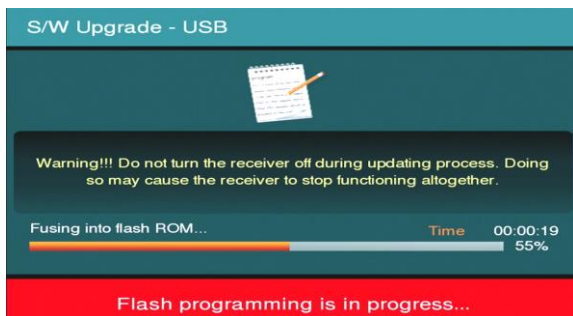 S/W Upgrade - USB
Warning!!! Do not turn the receiver off during updating process. Doing
so may cause the receiver to stop functioning altogether.
Fusing into flash ROM...
Time 00:00:19
55%
Flash programming is in progress...